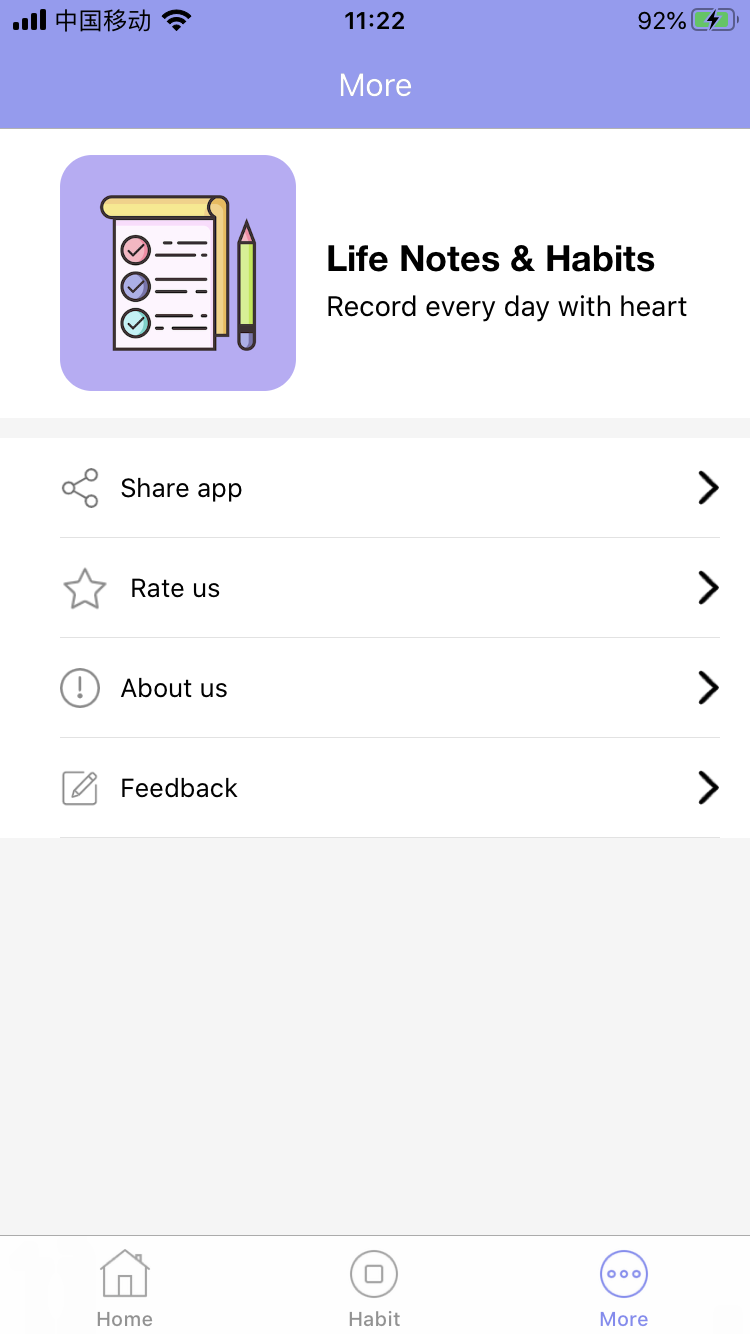 中国移动 11:22 92%
More
Life Notes & Habits
Record every day with heart
Share app
Rate us
About us
Feedback
Home Habit More